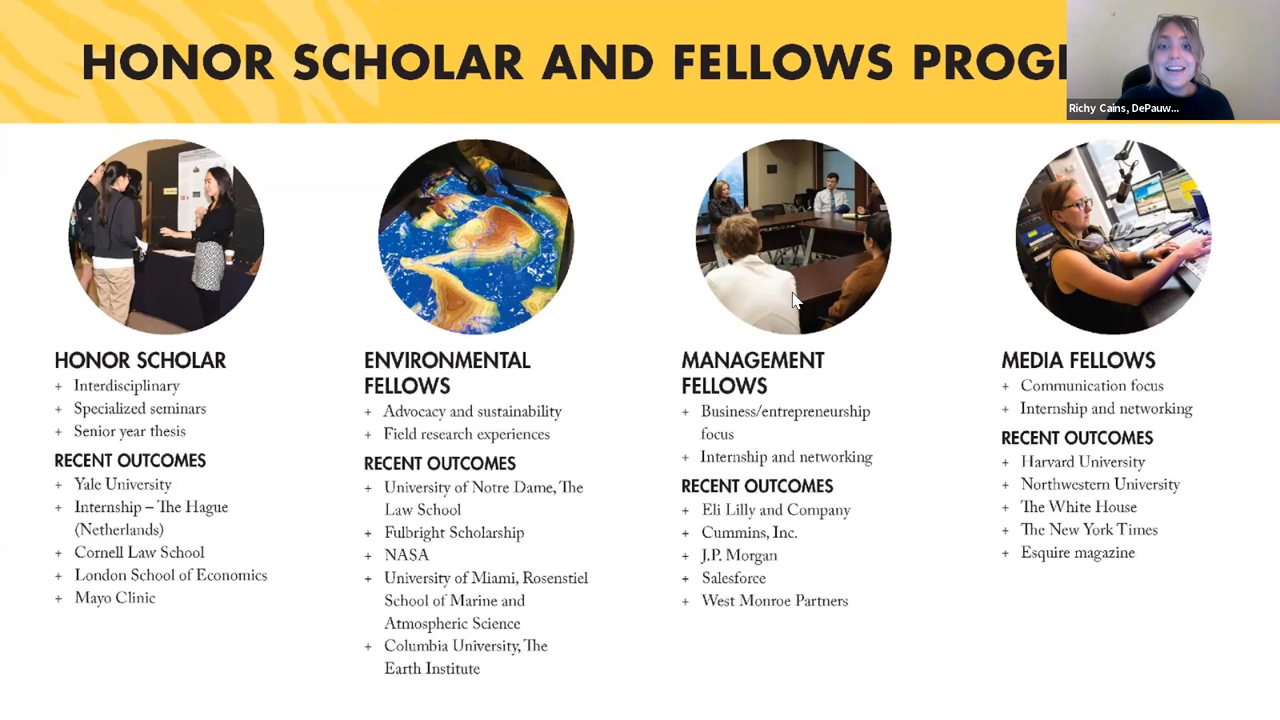 HONOR SCHOLAR AND FELLOWS
Richy Cains, DePauw...
HONOR SCHOLAR
+ Interdisciplinary
+ Specialized seminars
+ Senior year thesis
RECENT OUTCOMES
+ Yale University
+ Internship – The Hague
(Netherlands)
+ Cornell Law School
+ London School of Economics
+ Mayo Clinic
ENVIRONMENTAL
FELLOWS
+ Advocacy and sustainability
+ Field research experiences
RECENT OUTCOMES
+ University of Notre Dame, The
Law School
+ Fulbright Scholarship
+ NASA
+ University of Miami, Rosenstiel
School of Marine and
Atmospheric Science
+ Columbia University, The
Earth Institute
MANAGEMENT
FELLOWS
+ Business/entrepreneurship
focus
+ Internship and networking
RECENT OUTCOMES
+ Eli Lilly and Company
+ Cummins, Inc.
+ J.P. Morgan
+ Salesforce
+ West Monroe Partners
MEDIA FELLOWS
+ Communication focus
+ Internship and networking
RECENT OUTCOMES
+ Harvard University
+ Northwestern University
+ The White House
+ The New York Times
+ Esquire magazine